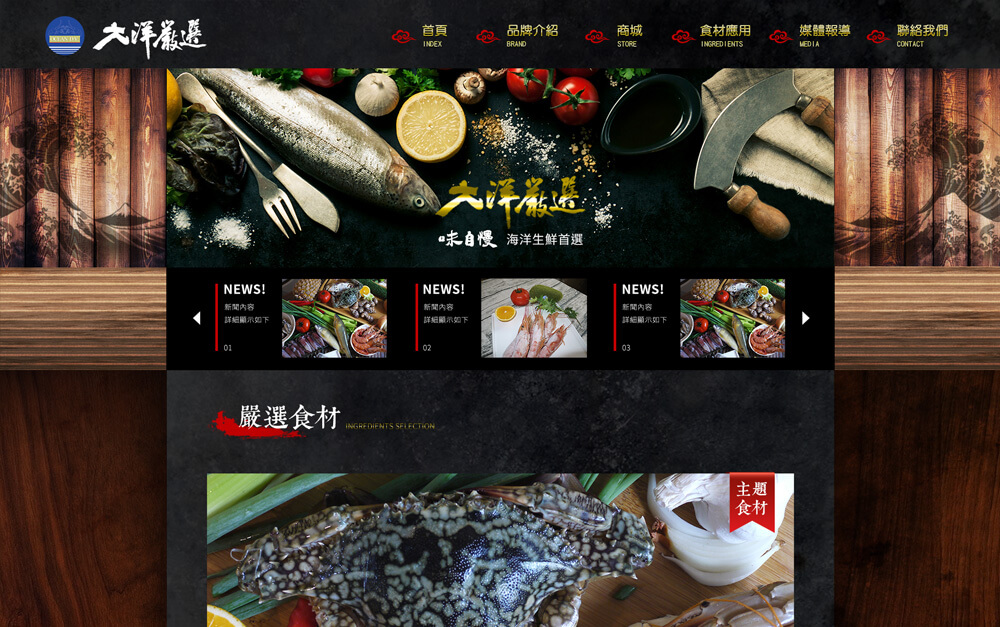 大洋嚴選
首頁
INDEX
品牌介紹
BRAND
商城
STORE
食材應用
INGREDIENTS
媒體報導
MEDIA
聯絡我們
CONTACT
大洋嚴選
味自慢 海洋生鮮首選
NEWS!
新聞內容
詳細顯示如下
01
NEWS!
新聞內容
詳細顯示如下
02
NEWS!
新聞內容
詳細顯示如下
03
嚴選食材 INGREDIENTS SELECTION
主題
食材